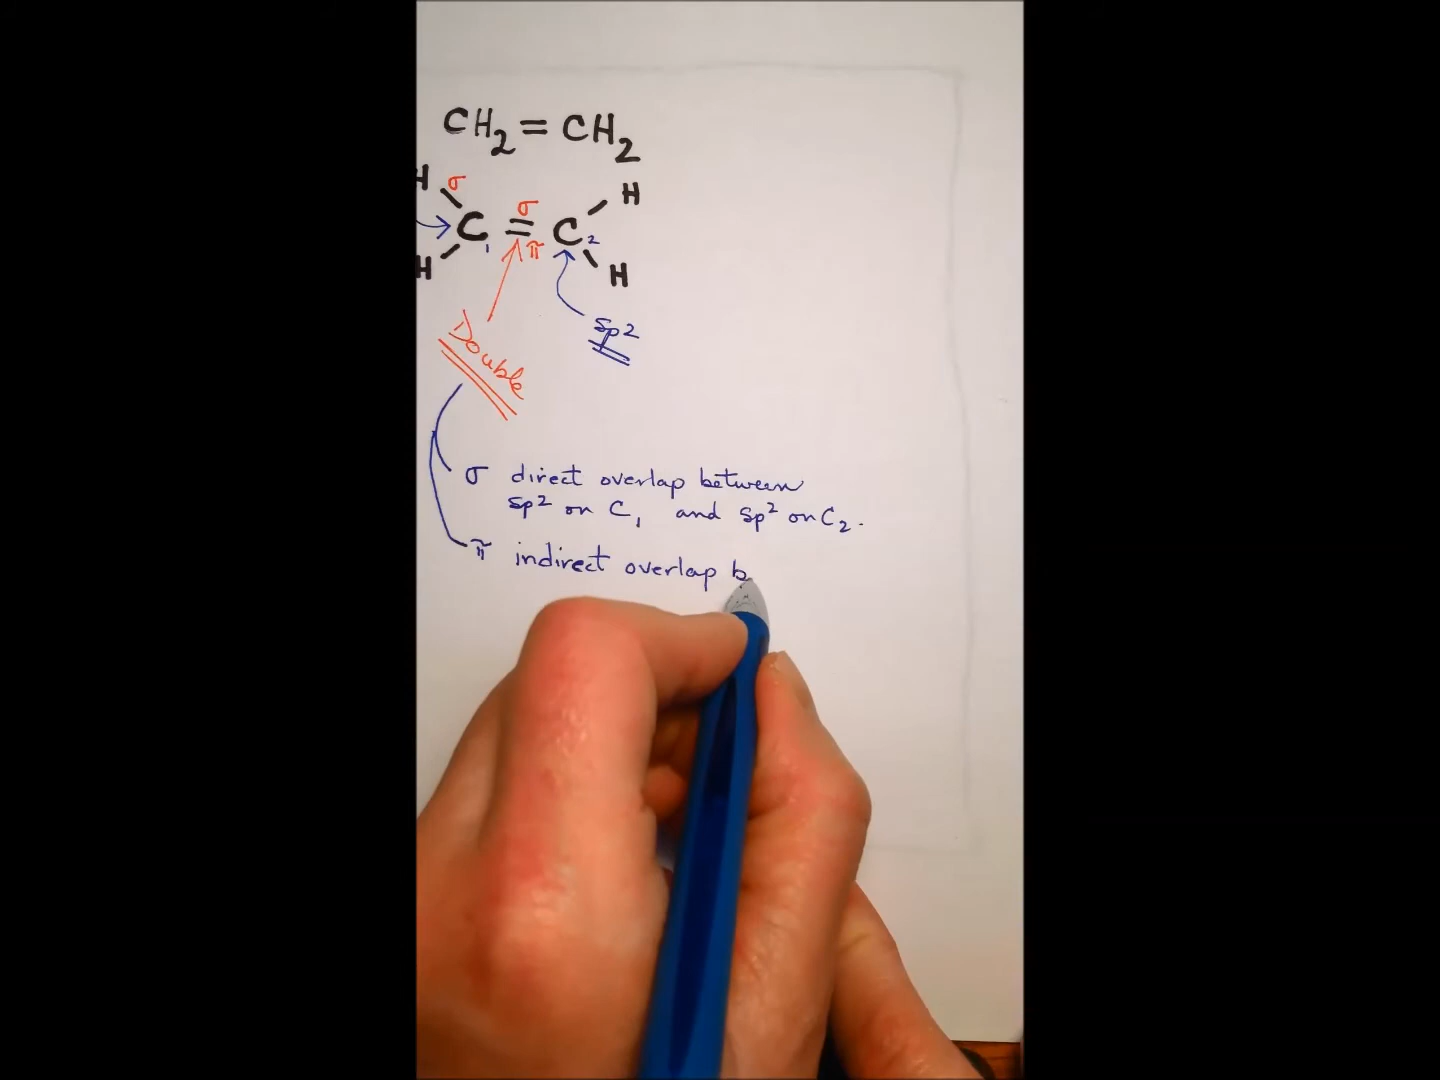 CH2 = CH2
H σ σ H
C1 = C2
π
H H
sp2
Double
σ direct overlap between
sp2 on C1 and sp2 on C2.
π indirect overlap b